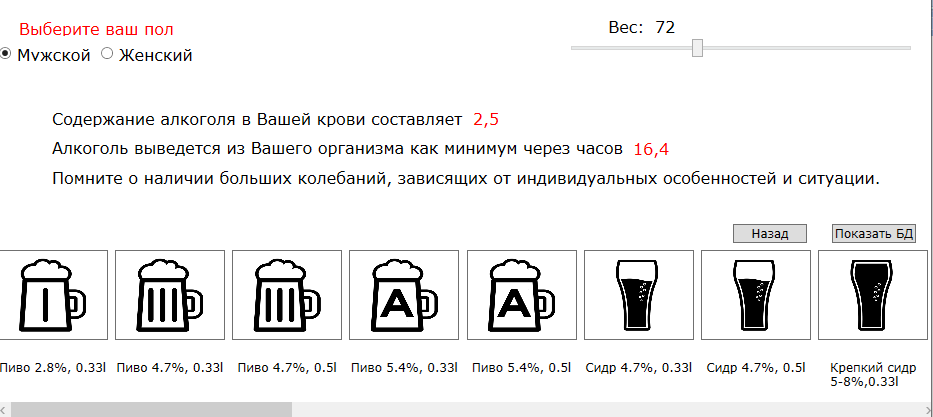 Выберите ваш пол
Вес: 72
Мужской Женский
Содержание алкоголя в Вашей крови составляет 2,5
Алкоголь выведется из Вашего организма как минимум через часов 16,4
Помните о наличии больших колебаний, зависящих от индивидуальных особенностей и ситуации.
Назад Показать БД
I III III A A
Пиво 2.8%, 0.33l Пиво 4.7%, 0.33l Пиво 4.7%, 0.5l Пиво 5.4%, 0.33l Пиво 5.4%, 0.5l Сидр 4.7%, 0.33l Сидр 4.7%, 0.5l Крепкий сидр
5-8%,0.33l